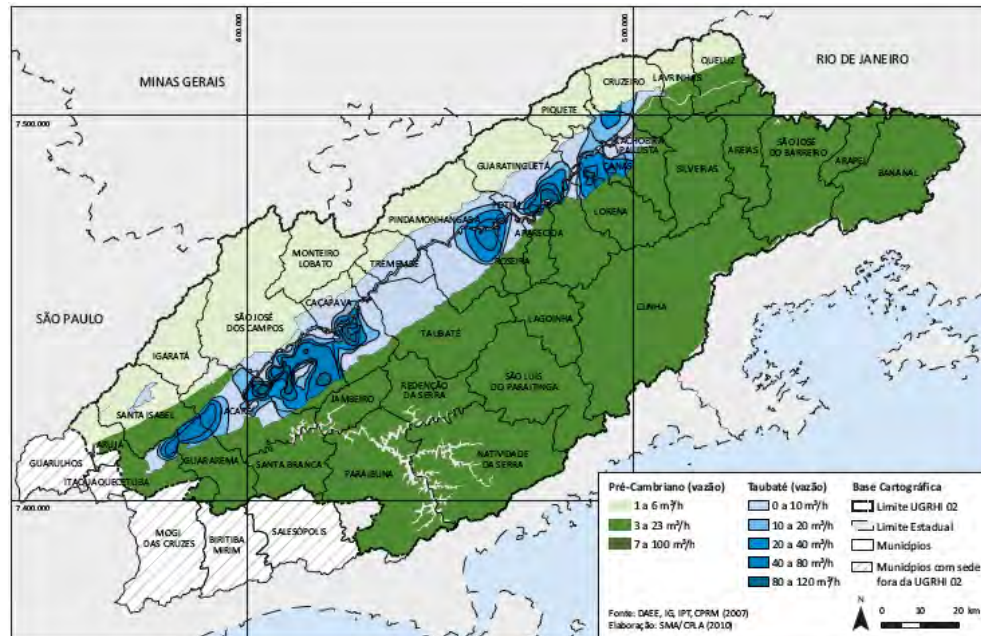 400.000
500.000
MINAS GERAIS
RIO DE JANEIRO
QUELUZ
LAVRINHAS
CRUZEIRO
PIQUETE
7.500.000
SÃO JOSÉ
DO BARREIRO
AREIAS
ARAPEÍ
BANANAL
SILVEIRAS
CANAS
GUARATINGUETÁ
LORENA
PINDAMONHANGABA
APARECIDA
ROSEIRA
MONTEIRO
LOBATO
TREMEMBÉ
CUNHA
SÃO PAULO
CAÇAPAVA
SÃO JOSÉ
DOS CAMPOS
TAUBATÉ
LAGOINHA
IGARATÁ
SÃO LUÍS
DO PARAITINGA
REDENÇÃO
DA SERRA
JAMBEIRO
SANTA ISABEL
GUARULHOS
GUARAREMA
SANTA BRANCA
PARAIBUNA
NATIVIDADE
DA SERRA
ITAQUAQUECETUBA
7.400.000
MOGI
DAS CRUZES
BIRITIBA
MIRIM
SALESÓPOLIS
Pré-Cambriano (vazão)
1 a 6 m³/h
3 a 23 m³/h
7 a 100 m³/h
Taubaté (vazão)
0 a 10 m³/h
10 a 20 m³/h
20 a 40 m³/h
40 a 80 m³/h
80 a 120 m³/h
Base Cartográfica
Limite UGRHI 02
Limite Estadual
Municípios
Municípios com sede
fora da UGRHI 02
Fonte: DAEE, IG, IPT, CPRM (2007)
Elaboração: SMA/CPLA (2010)
N
0 10 20 km